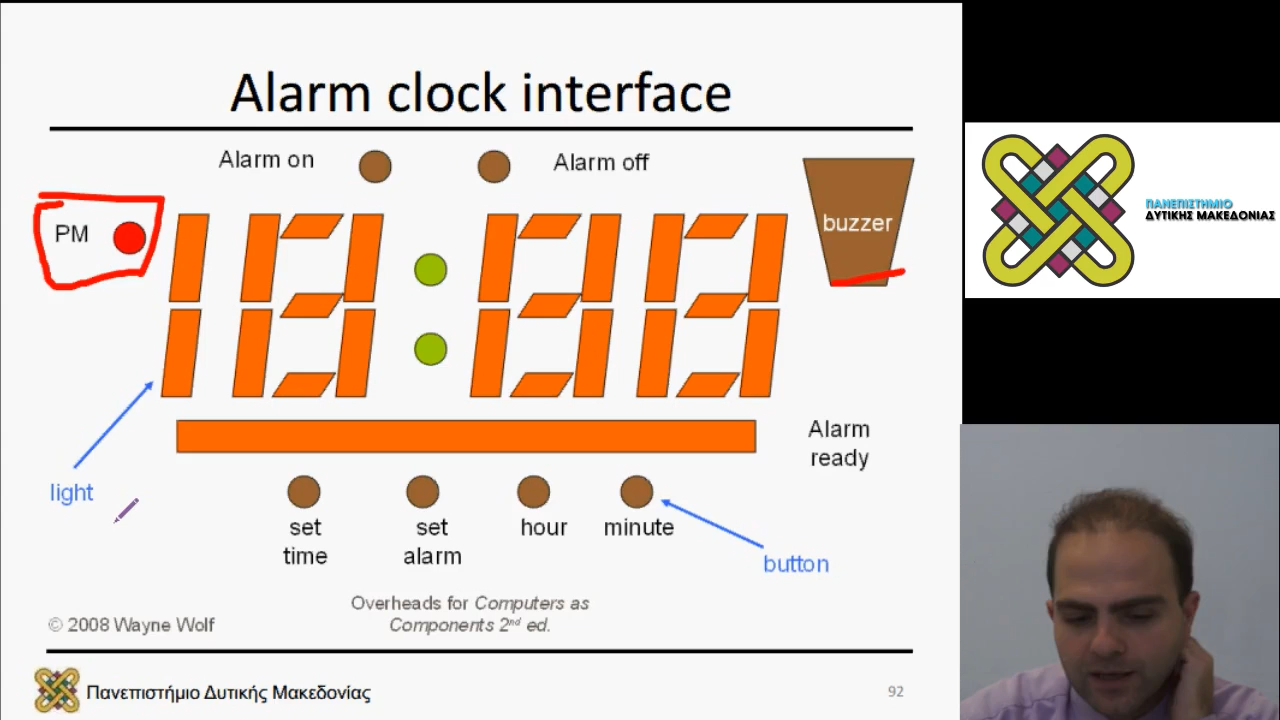 Alarm clock interface
Alarm on
Alarm off
PM
buzzer
Alarm
ready
light
set
time
set
alarm
hour
minute
button
Overheads for Computers as
Components 2nd ed.
© 2008 Wayne Wolf
Πανεπιστήμιο Δυτικής Μακεδονίας
92
ΠΑΝΕΠΙΣΤΗΜΙΟ
ΔΥΤΙΚΗΣ ΜΑΚΕΔΟΝΙΑΣ